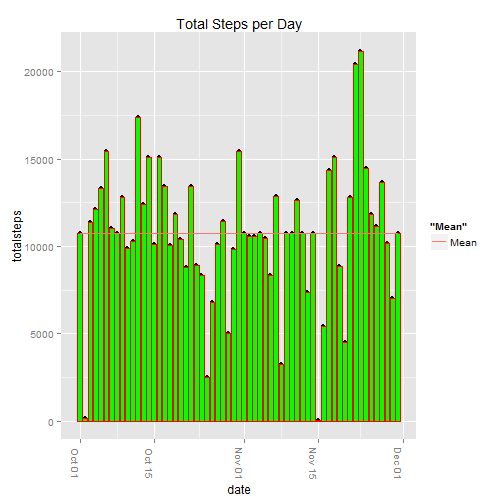 Total Steps per Day
20000
15000
10000
5000
0
totalsteps
Oct 01
Oct 15
Nov 01
Nov 15
Dec 01
date
"Mean"
Mean